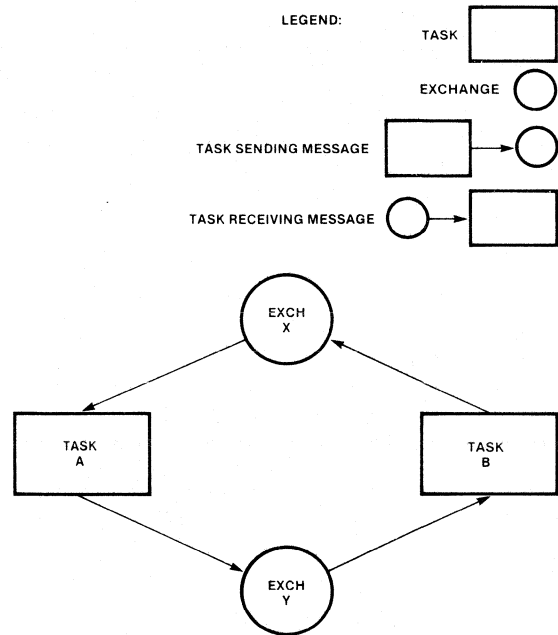 LEGEND:
TASK
EXCHANGE
TASK SENDING MESSAGE
TASK RECEIVING MESSAGE
EXCH
X
TASK
A
TASK
B
EXCH
Y